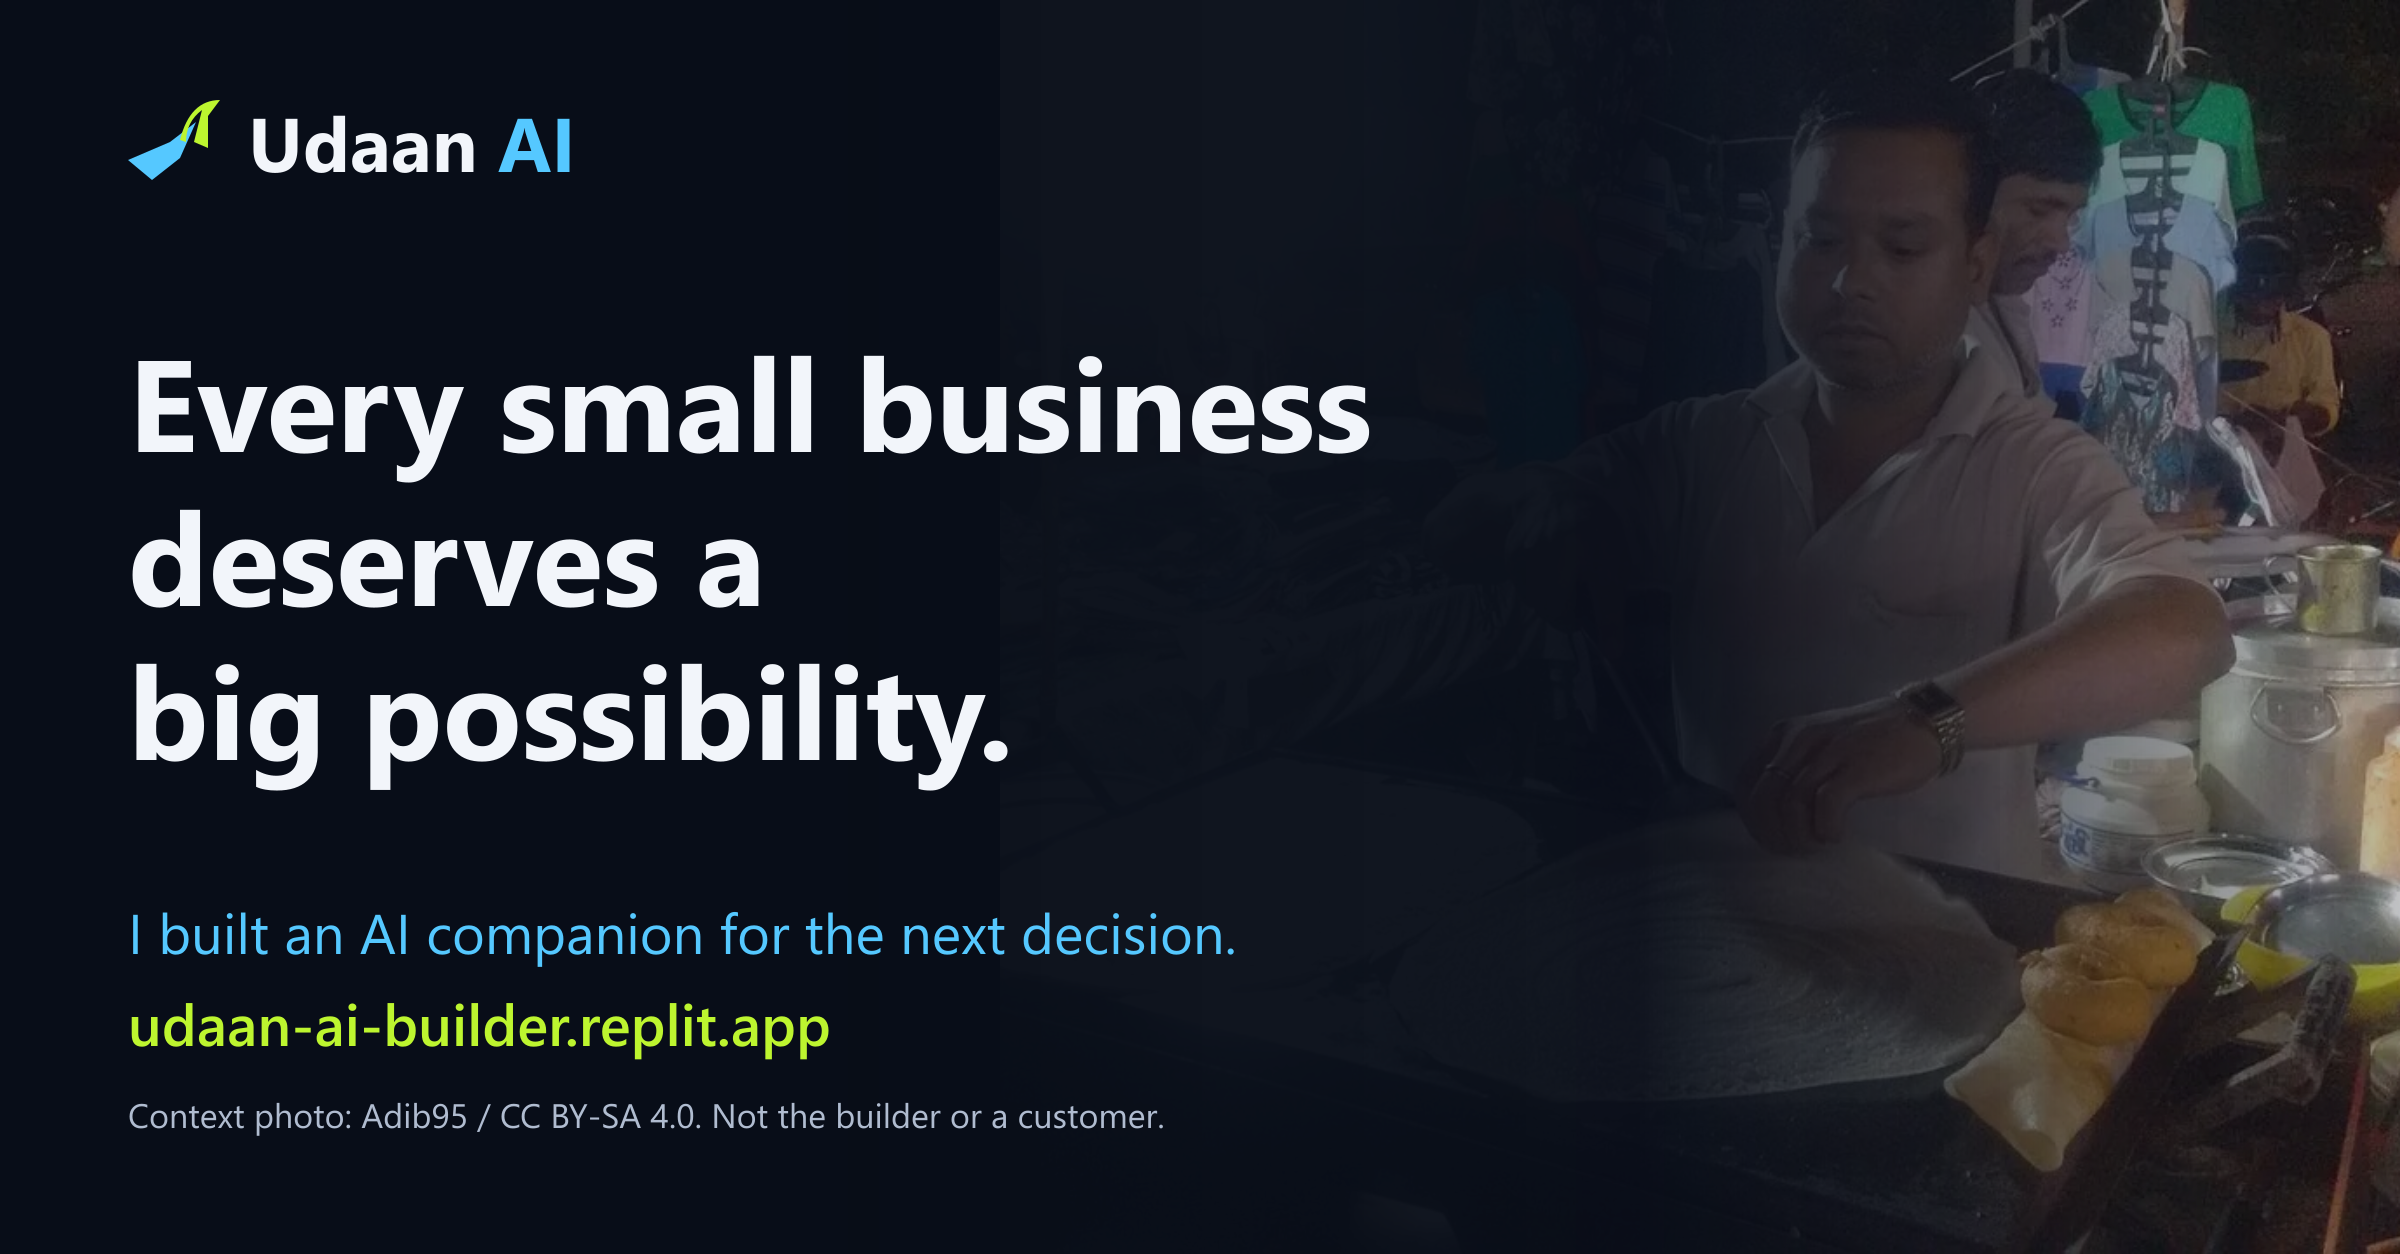 Udaan AI
Every small business
deserves a
big possibility.
I built an AI companion for the next decision.
udaan-ai-builder.replit.app
Context photo: Adib95 / CC BY-SA 4.0. Not the builder or a customer.